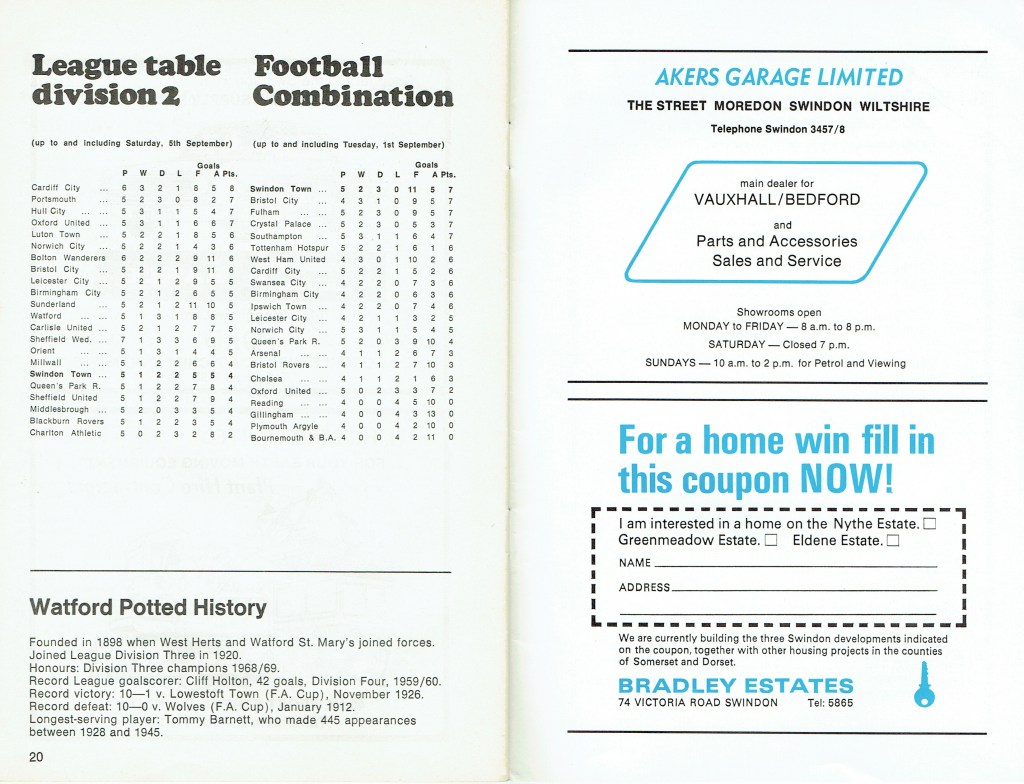 League table
division 2
(up to and including Saturday, 5th September)
Goals
P W D L F A Pts.
Cardiff City ... 6 3 2 1 8 5 8
Portsmouth ... 5 2 3 0 8 2 7
Hull City ... ... 5 3 1 1 5 4 7
Oxford United ... 5 3 1 1 6 6 7
Luton Town ... 5 2 2 1 8 5 6
Norwich City ... 5 2 2 1 4 3 6
Bolton Wanderers 6 2 2 2 9 11 6
Bristol City ... 5 2 2 1 9 11 6
Leicester City ... 5 2 1 2 9 5 5
Birmingham City 5 2 1 2 6 5 5
Sunderland ... 5 2 1 2 11 10 5
Watford ... ... 5 1 3 1 8 8 5
Carlisle United ... 5 2 1 2 7 7 5
Sheffield Wed. ... 7 1 3 3 6 9 5
Orient ... ... 5 1 3 1 4 4 5
Millwall ... ... 5 1 2 2 6 6 4
Swindon Town ... 5 1 2 2 5 5 4
Queen's Park R. 5 1 2 2 7 8 4
Sheffield United 5 1 2 2 7 9 4
Middlesbrough ... 5 2 0 3 3 5 4
Blackburn Rovers 5 1 2 2 3 5 4
Charlton Athletic 5 0 2 3 2 8 2
Football
Combination
(up to and including Tuesday, 1st September)
Goals
P W D L F A Pts.
Swindon Town ... 5 2 3 0 11 5 7
Bristol City ... 4 3 1 0 9 5 7
Fulham ... ... 5 2 3 0 9 5 7
Crystal Palace ... 5 2 3 0 5 3 7
Southampton ... 5 3 1 1 6 4 7
Tottenham Hotspur 5 2 2 1 6 1 6
West Ham United 4 3 0 1 10 2 6
Cardiff City ... 5 2 2 1 5 2 6
Swansea City ... 4 2 2 0 7 3 6
Birmingham City 4 2 2 0 6 3 6
Ipswich Town ... 4 2 2 0 7 4 6
Leicester City ... 4 2 1 1 3 2 5
Norwich City ... 5 3 1 1 5 4 5
Queen's Park R. 5 2 0 3 9 10 4
Arsenal ... ... 4 1 1 2 6 7 3
Bristol Rovers ... 4 1 1 2 7 10 3
Chelsea ... ... 4 1 1 2 1 6 3
Oxford United ... 5 0 2 3 3 7 2
Reading ... ... 4 0 0 4 5 10 0
Gillingham ... ... 4 0 0 4 3 13 0
Plymouth Argyle 4 0 0 4 2 10 0
Bournemouth & B.A. 4 0 0 4 2 11 0
Watford Potted History
Founded in 1898 when West Herts and Watford St. Mary's joined forces.
Joined League Division Three in 1920.
Honours: Division Three champions 1968/69.
Record League goalscorer: Cliff Holton, 42 goals, Division Four, 1959/60.
Record victory: 10—1 v. Lowestoft Town (F.A. Cup), November 1926.
Record defeat: 10—0 v. Wolves (F.A. Cup), January 1912.
Longest-serving player: Tommy Barnett, who made 445 appearances
between 1928 and 1945.
20
AKERS GARAGE LIMITED
THE STREET MOREDON SWINDON WILTSHIRE
Telephone Swindon 3457/8
main dealer for
VAUXHALL/BEDFORD
and
Parts and Accessories
Sales and Service
Showrooms open
MONDAY to FRIDAY — 8 a.m. to 8 p.m.
SATURDAY — Closed 7 p.m.
SUNDAYS — 10 a.m. to 2 p.m. for Petrol and Viewing
For a home win fill in
this coupon NOW!
I am interested in a home on the Nythe Estate.
Greenmeadow Estate. Eldene Estate.
NAME
ADDRESS
We are currently building the three Swindon developments indicated
on the coupon, together with other housing projects in the counties
of Somerset and Dorset.
BRADLEY ESTATES
74 VICTORIA ROAD SWINDON Tel: 5865